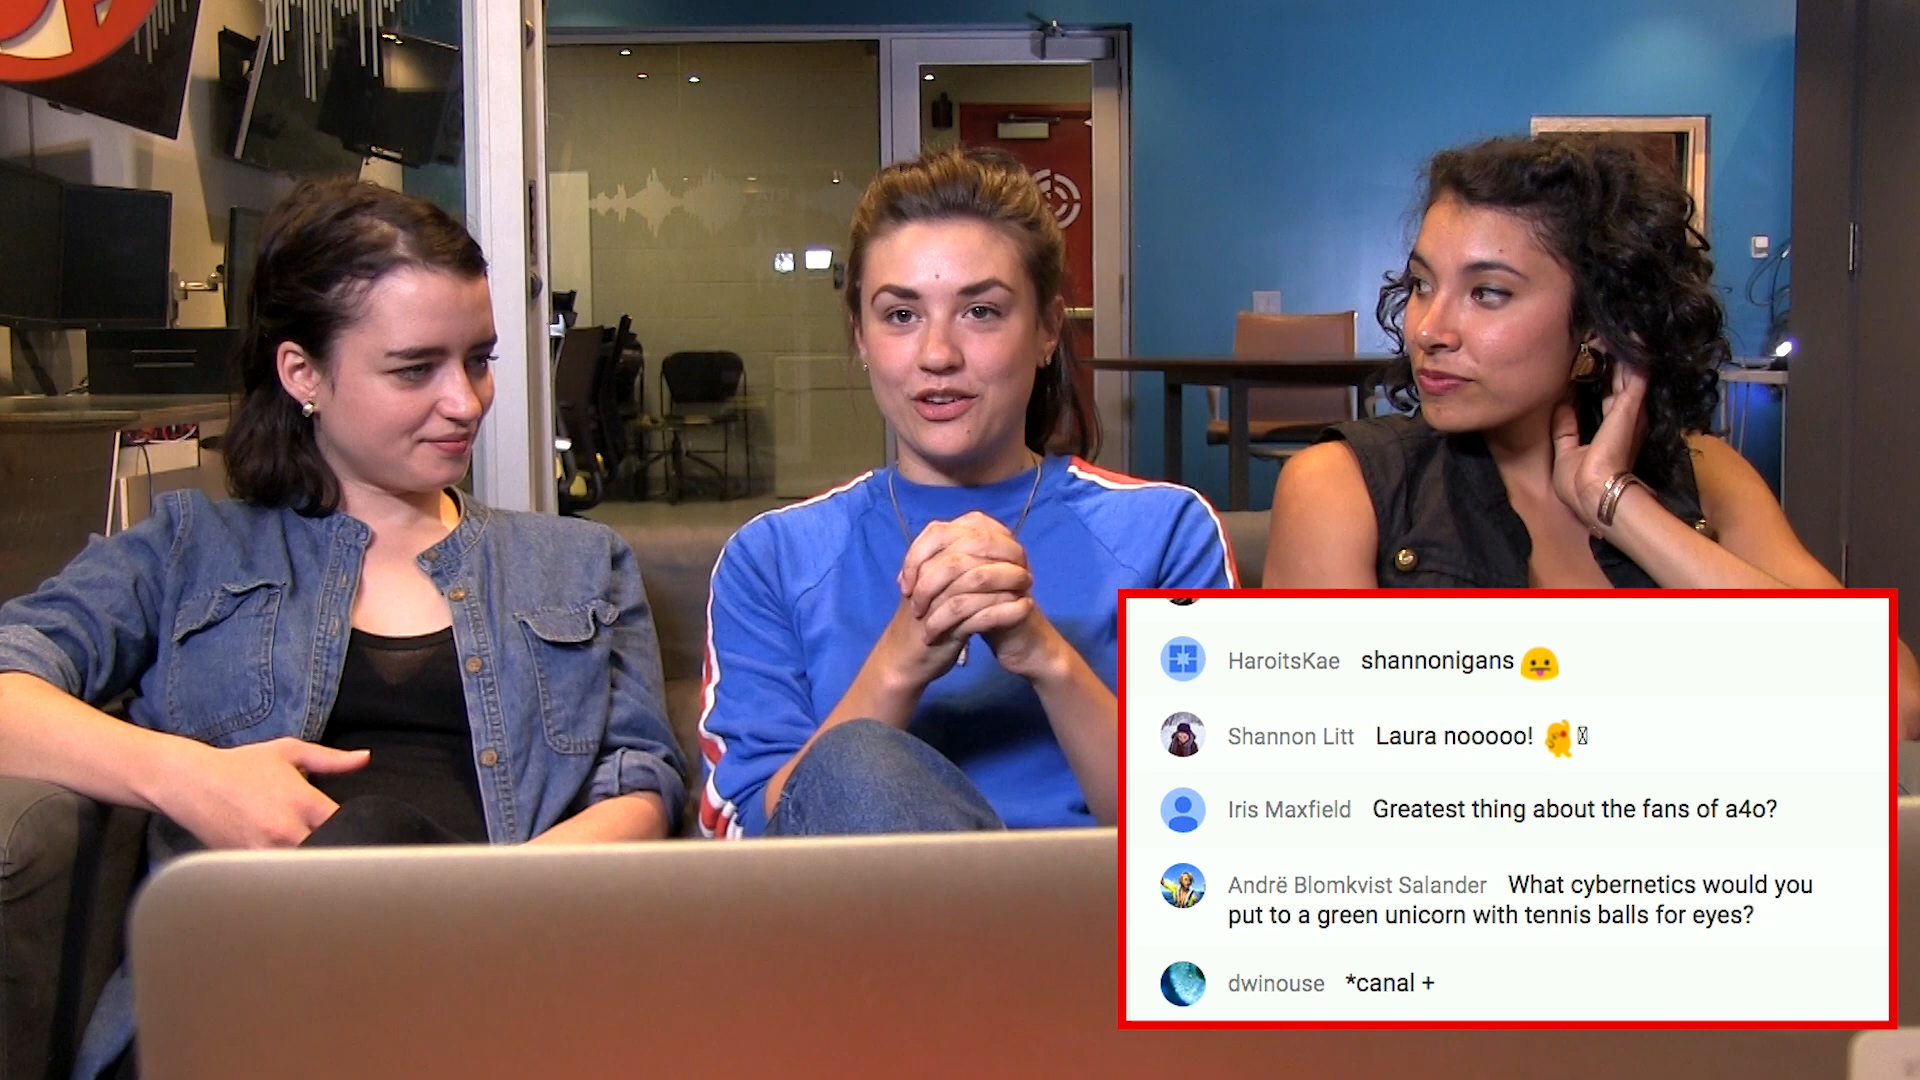 HaroitsKae shannonigans
Shannon Litt Laura nooooo!
Iris Maxfield Greatest thing about the fans of a4o?
Andrë Blomkvist Salander What cybernetics would you
put to a green unicorn with tennis balls for eyes?
dwinouse *canal +